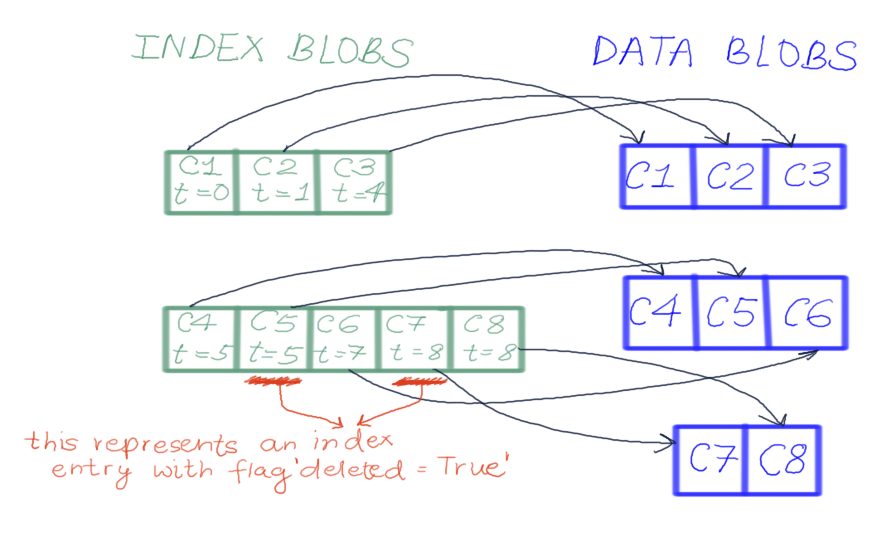 INDEX BLOBS
DATA BLOBS
C1 C2 C3
t=0 t=1 t=4
C1 C2 C3
C4 C5 C6 C7 C8
t=5 t=5 t=7 t=8 t=8
C4 C5 C6
this represents an index
entry with flag 'deleted = True'
C7 C8